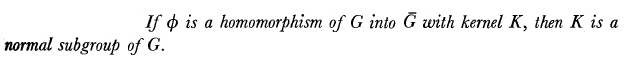 If ϕ is a homomorphism of G into Ḡ with kernel K, then K is a
normal subgroup of G.